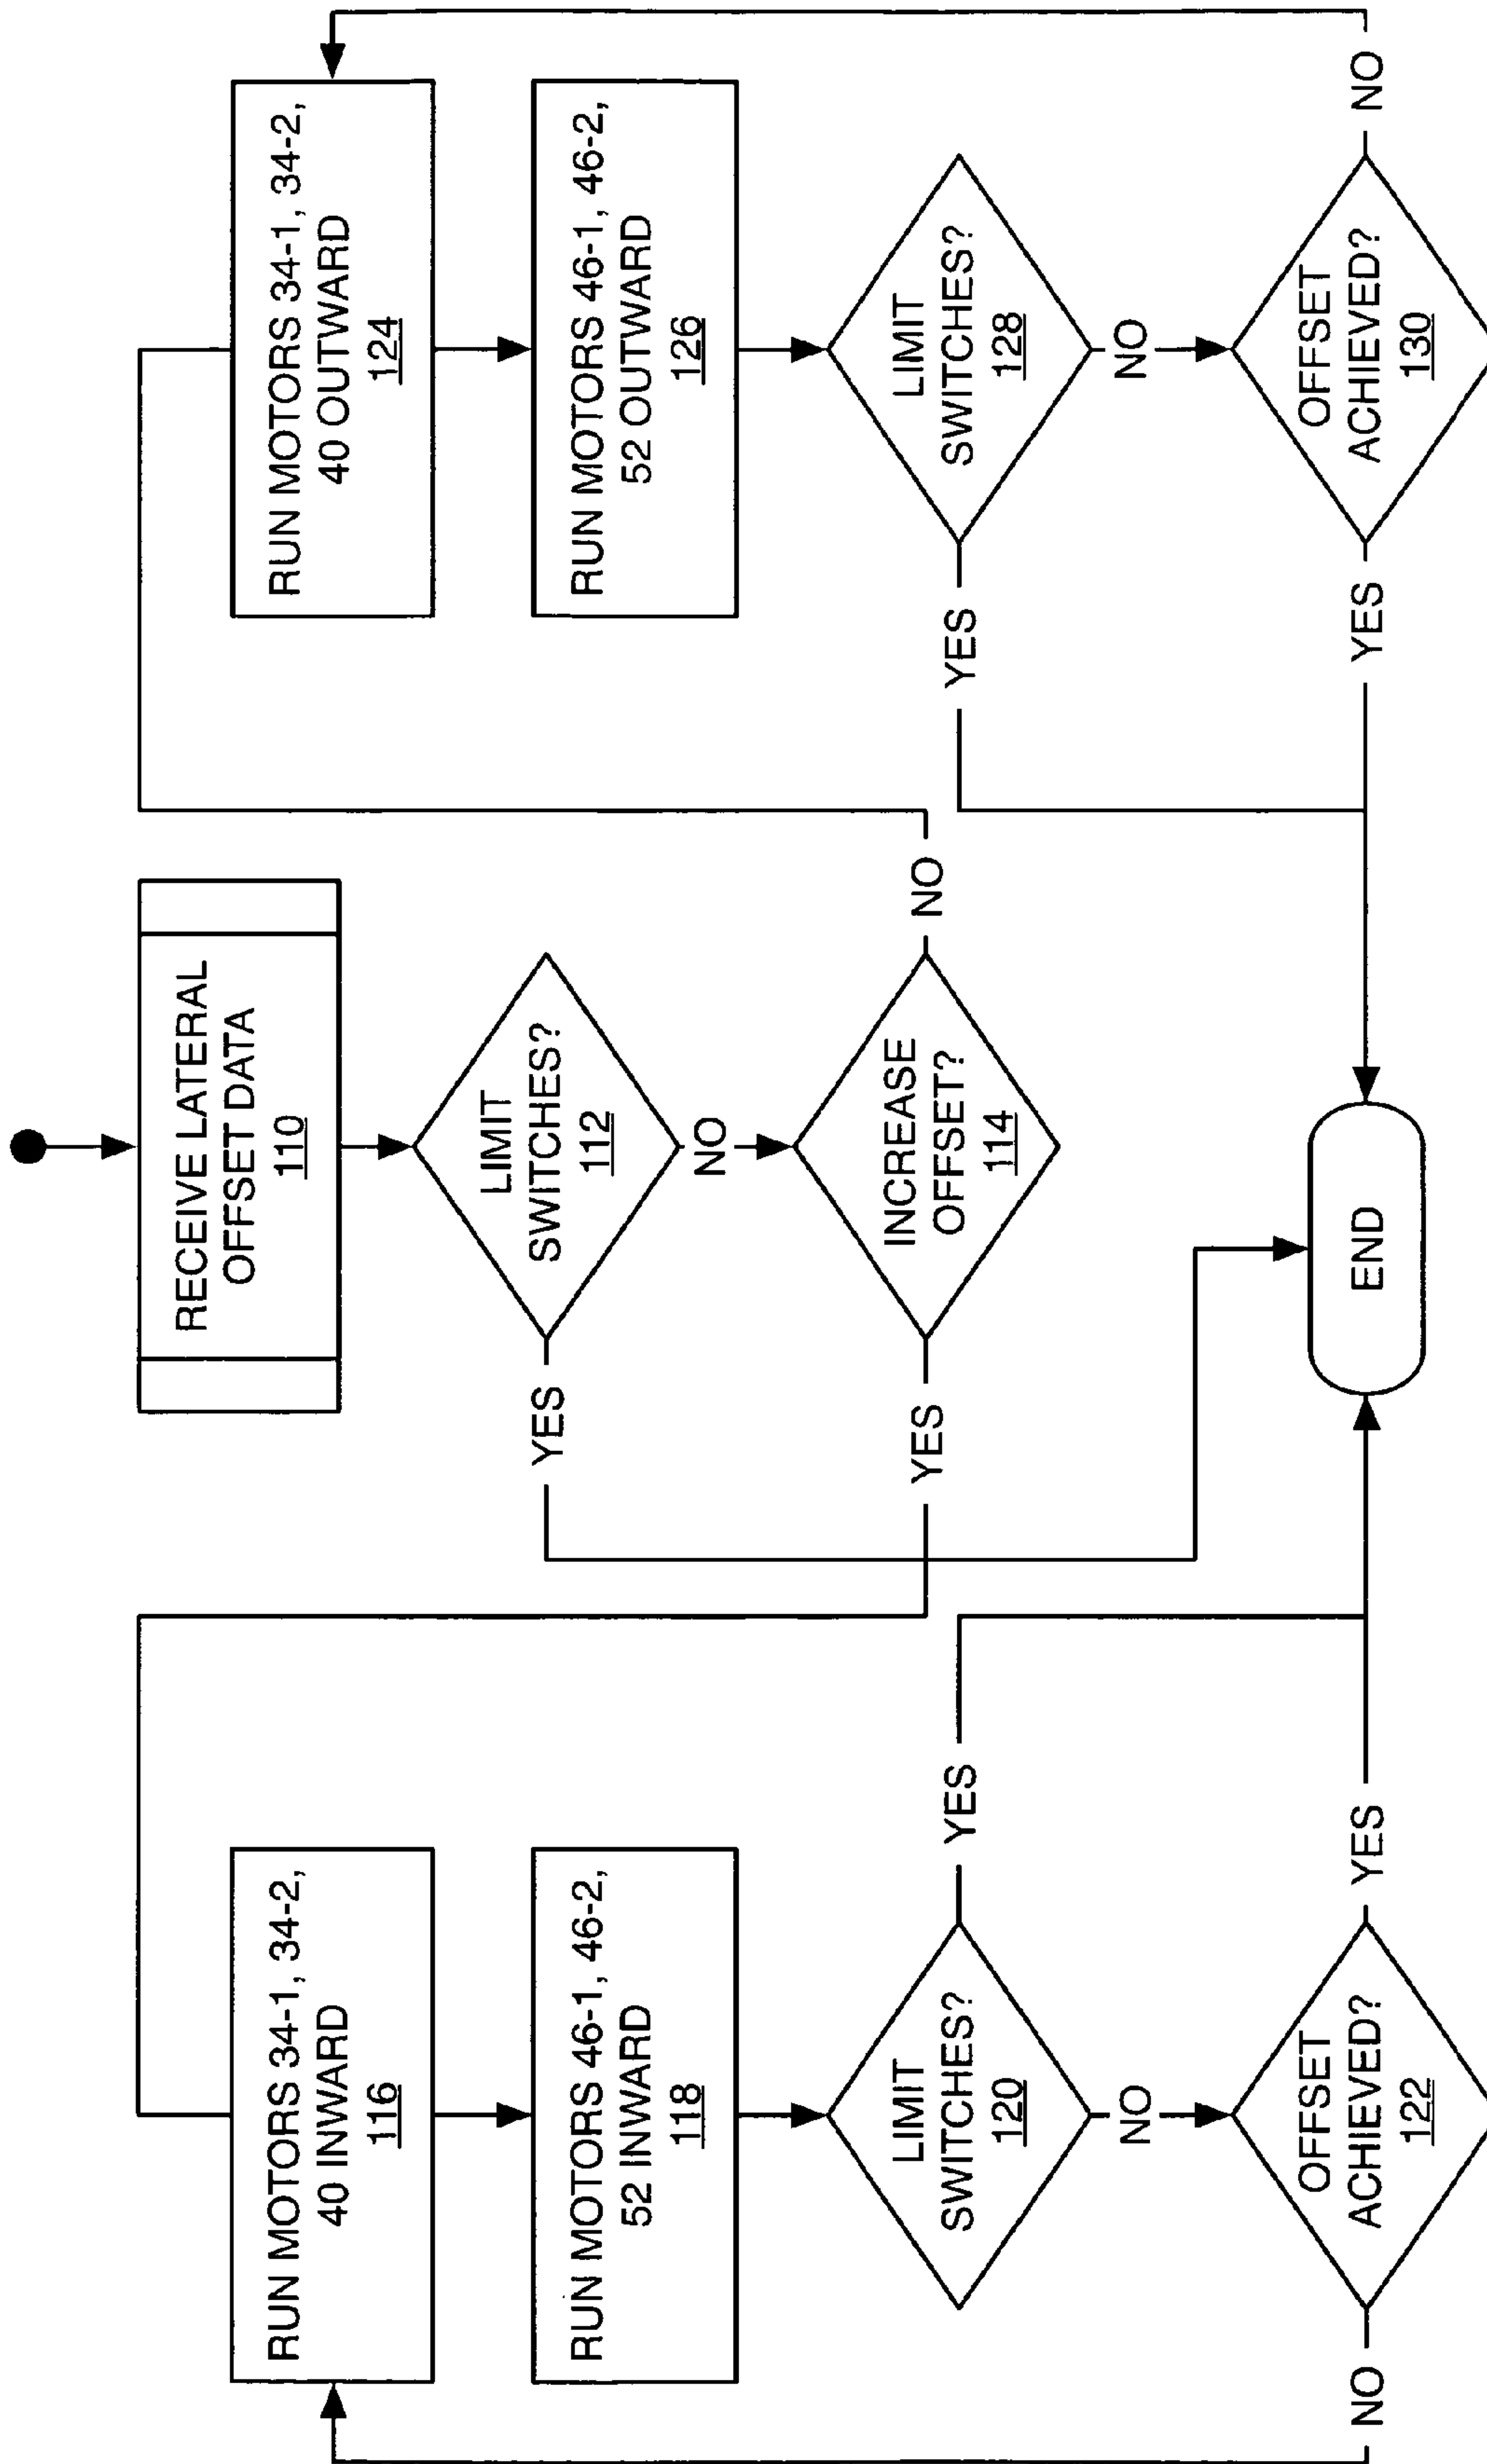 RECEIVE LATERAL
OFFSET DATA
110
LIMIT
SWITCHES?
112
YES
NO
INCREASE
OFFSET?
114
YES
NO
RUN MOTORS 34-1, 34-2,
40 INWARD
116
RUN MOTORS 46-1, 46-2,
52 INWARD
118
LIMIT
SWITCHES?
120
YES
NO
OFFSET
ACHIEVED?
122
NO
YES
END
RUN MOTORS 34-1, 34-2,
40 OUTWARD
124
RUN MOTORS 46-1, 46-2,
52 OUTWARD
126
LIMIT
SWITCHES?
128
YES
NO
OFFSET
ACHIEVED?
130
YES
NO